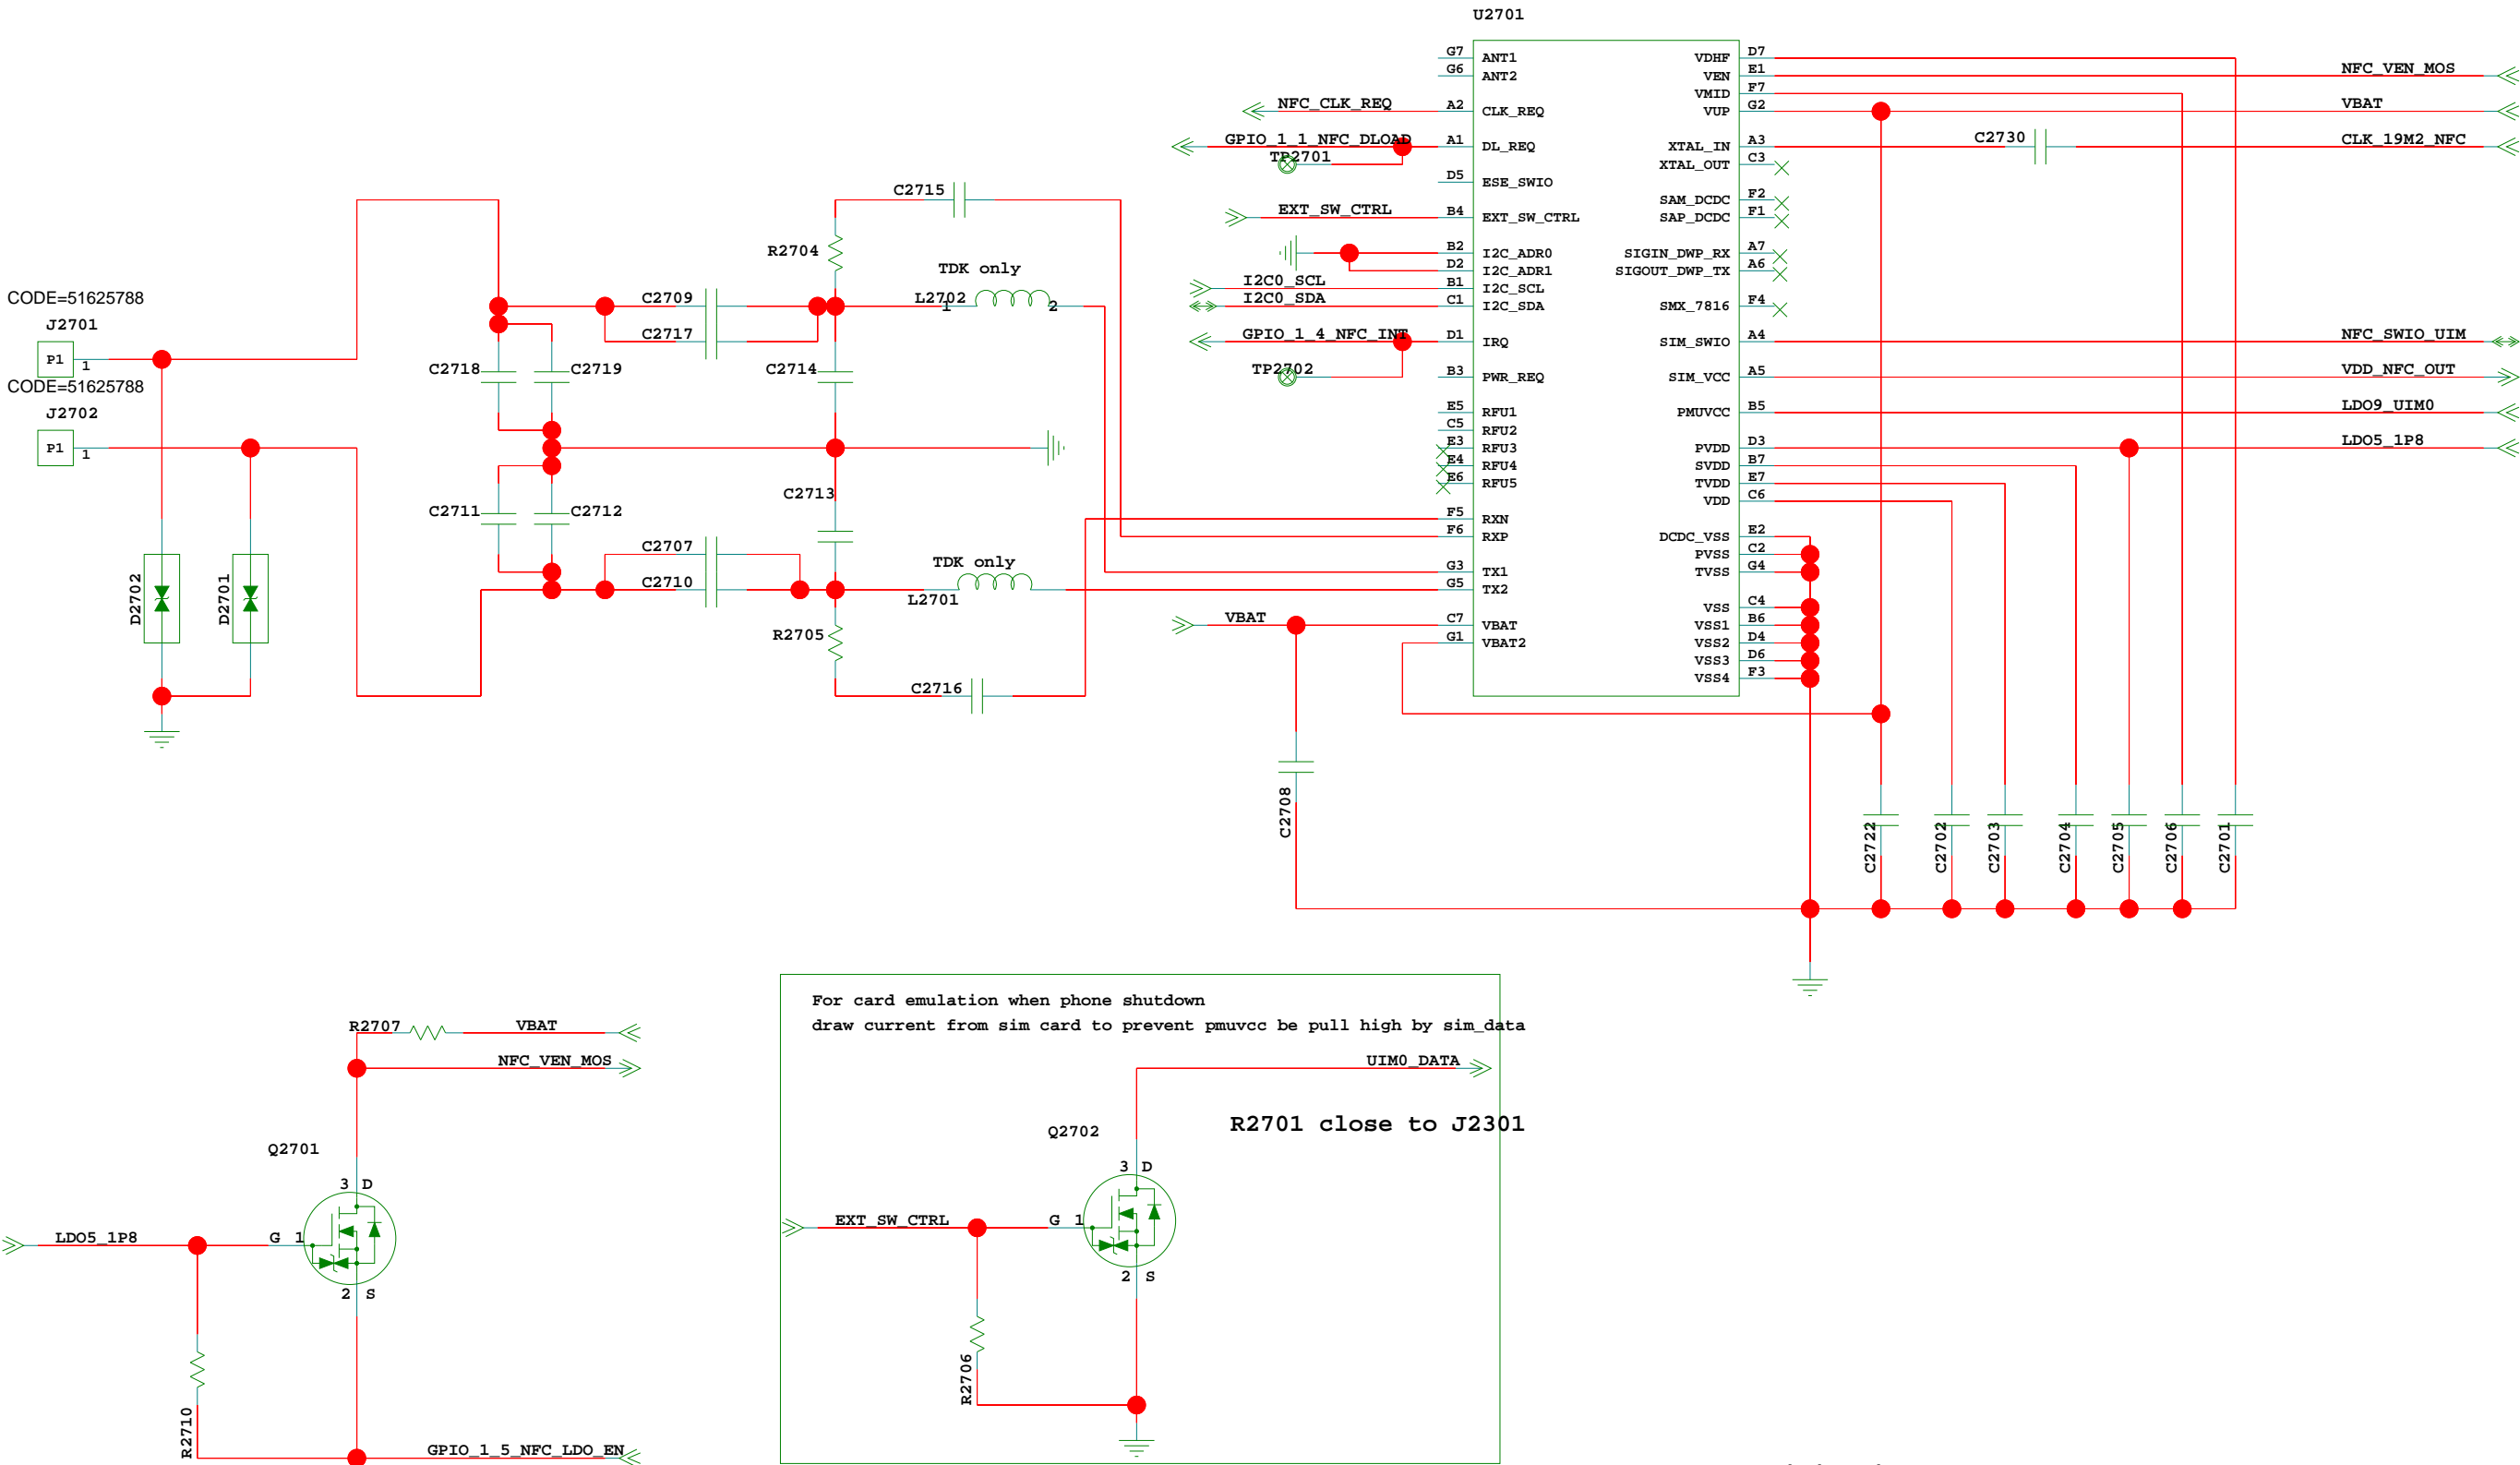 U2701
G7 ANT1
G6 ANT2
NFC_CLK_REQ A2 CLK_REQ
GPIO_1_1_NFC_DLOAD A1 DL_REQ
TP2701
D5 ESE_SWIO
EXT_SW_CTRL B4 EXT_SW_CTRL
B2 I2C_ADR0
D2 I2C_ADR1
I2C0_SCL B1 I2C_SCL
I2C0_SDA C1 I2C_SDA
GPIO_1_4_NFC_INT D1 IRQ
TP2702
B3 PWR_REQ
E5 RFU1
C5 RFU2
E3 RFU3
E4 RFU4
E6 RFU5
F5 RXN
F6 RXP
G3 TX1
G5 TX2
VBAT C7 VBAT
G1 VBAT2
VDHF D7
VEN E1 NFC_VEN_MOS
VMID F7
VUP G2 VBAT
XTAL_IN A3 C2730 CLK_19M2_NFC
XTAL_OUT C3
SAM_DCDC F2
SAP_DCDC F1
SIGIN_DWP_RX A7
SIGOUT_DWP_TX A6
SMX_7816 F4
SIM_SWIO A4 NFC_SWIO_UIM
SIM_VCC A5 VDD_NFC_OUT
PMUVCC B5 LDO9_UIM0
PVDD D3 LDO5_1P8
SVDD B7
TVDD E7
VDD C6
DCDC_VSS E2
PVSS C2
TVSS G4
VSS C4
VSS1 B6
VSS2 D4
VSS3 D6
VSS4 F3
C2715
R2704
TDK only
CODE=51625788
J2701
P1 1
CODE=51625788
J2702
P1 1
C2709
C2717
L2702
1 2
C2718 C2719 C2714
C2713
C2711 C2712
C2707
C2710
TDK only
L2701
R2705
C2716
D2702 D2701
C2708
C2722 C2702 C2703 C2704 C2705 C2706 C2701
R2707 VBAT
NFC_VEN_MOS
Q2701
3 D
LDO5_1P8 G 1
2 S
R2710
GPIO_1_5_NFC_LDO_EN
For card emulation when phone shutdown
draw current from sim card to prevent pmuvcc be pull high by sim_data
UIM0_DATA
R2701 close to J2301
Q2702
3 D
EXT_SW_CTRL G 1
2 S
R2706